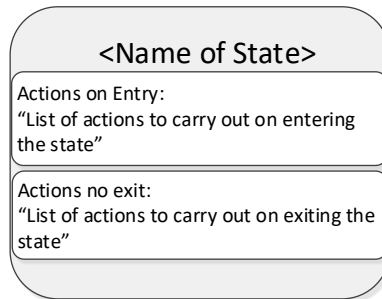 <Name of State>
Actions on Entry:
“List of actions to carry out on entering
the state”
Actions no exit:
“List of actions to carry out on exiting the
state”